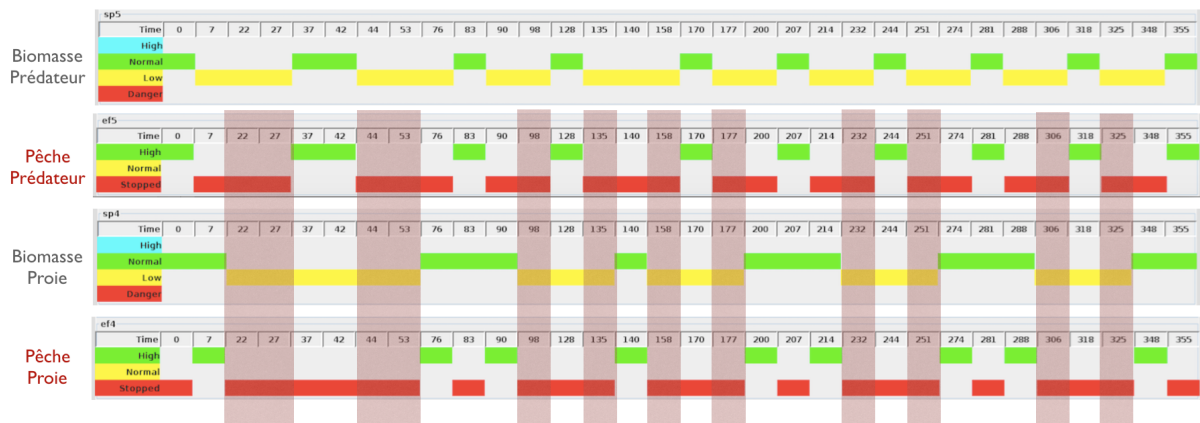 sp5
Time 0 7 22 27 37 42 44 53 76 83 90 98 128 135 140 158 170 177 200 207 214 232 244 251 274 281 288 306 318 325 348 355
Biomasse
Prédateur
High
Normal
Low
Danger
ef5
Time 0 7 22 27 37 42 44 53 76 83 90 98 128 135 140 158 170 177 200 207 214 232 244 251 274 281 288 306 318 325 348 355
Pêche
Prédateur
High
Normal
Stopped
sp4
Time 0 7 22 27 37 42 44 53 76 83 90 98 128 135 140 158 170 177 200 207 214 232 244 251 274 281 288 306 318 325 348 355
Biomasse
Proie
High
Normal
Low
Danger
ef4
Time 0 7 22 27 37 42 44 53 76 83 90 98 128 135 140 158 170 177 200 207 214 232 244 251 274 281 288 306 318 325 348 355
Pêche
Proie
High
Normal
Stopped